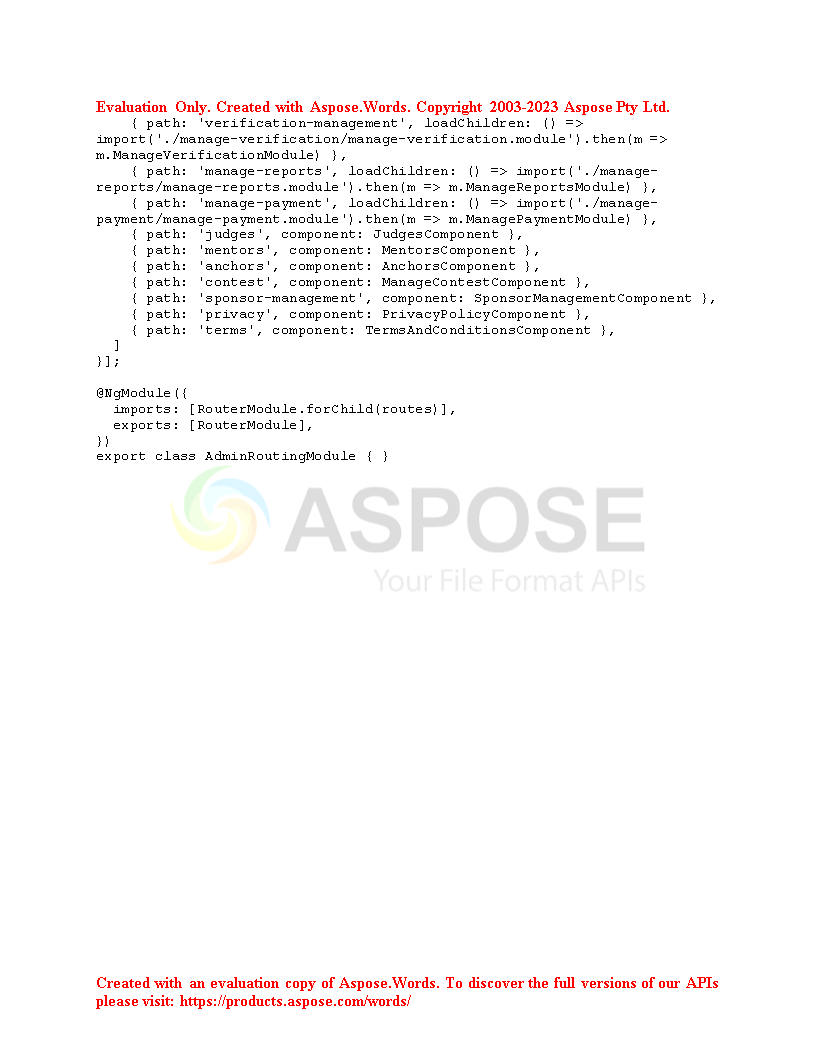 Evaluation Only. Created with Aspose.Words. Copyright 2003-2023 Aspose Pty Ltd.
    { path: 'verification-management', loadChildren: () =>
import('./manage-verification/manage-verification.module').then(m =>
m.ManageVerificationModule) },
    { path: 'manage-reports', loadChildren: () => import('./manage-
reports/manage-reports.module').then(m => m.ManageReportsModule) },
    { path: 'manage-payment', loadChildren: () => import('./manage-
payment/manage-payment.module').then(m => m.ManagePaymentModule) },
    { path: 'judges', component: JudgesComponent },
    { path: 'mentors', component: MentorsComponent },
    { path: 'anchors', component: AnchorsComponent },
    { path: 'contest', component: ManageContestComponent },
    { path: 'sponsor-management', component: SponsorManagementComponent },
    { path: 'privacy', component: PrivacyPolicyComponent },
    { path: 'terms', component: TermsAndConditionsComponent },
  ]
}];
@NgModule({
  imports: [RouterModule.forChild(routes)],
  exports: [RouterModule],
})
export class AdminRoutingModule { }
ASPOSE
Your File Format APIs
Created with an evaluation copy of Aspose.Words. To discover the full versions of our APIs
please visit: https://products.aspose.com/words/